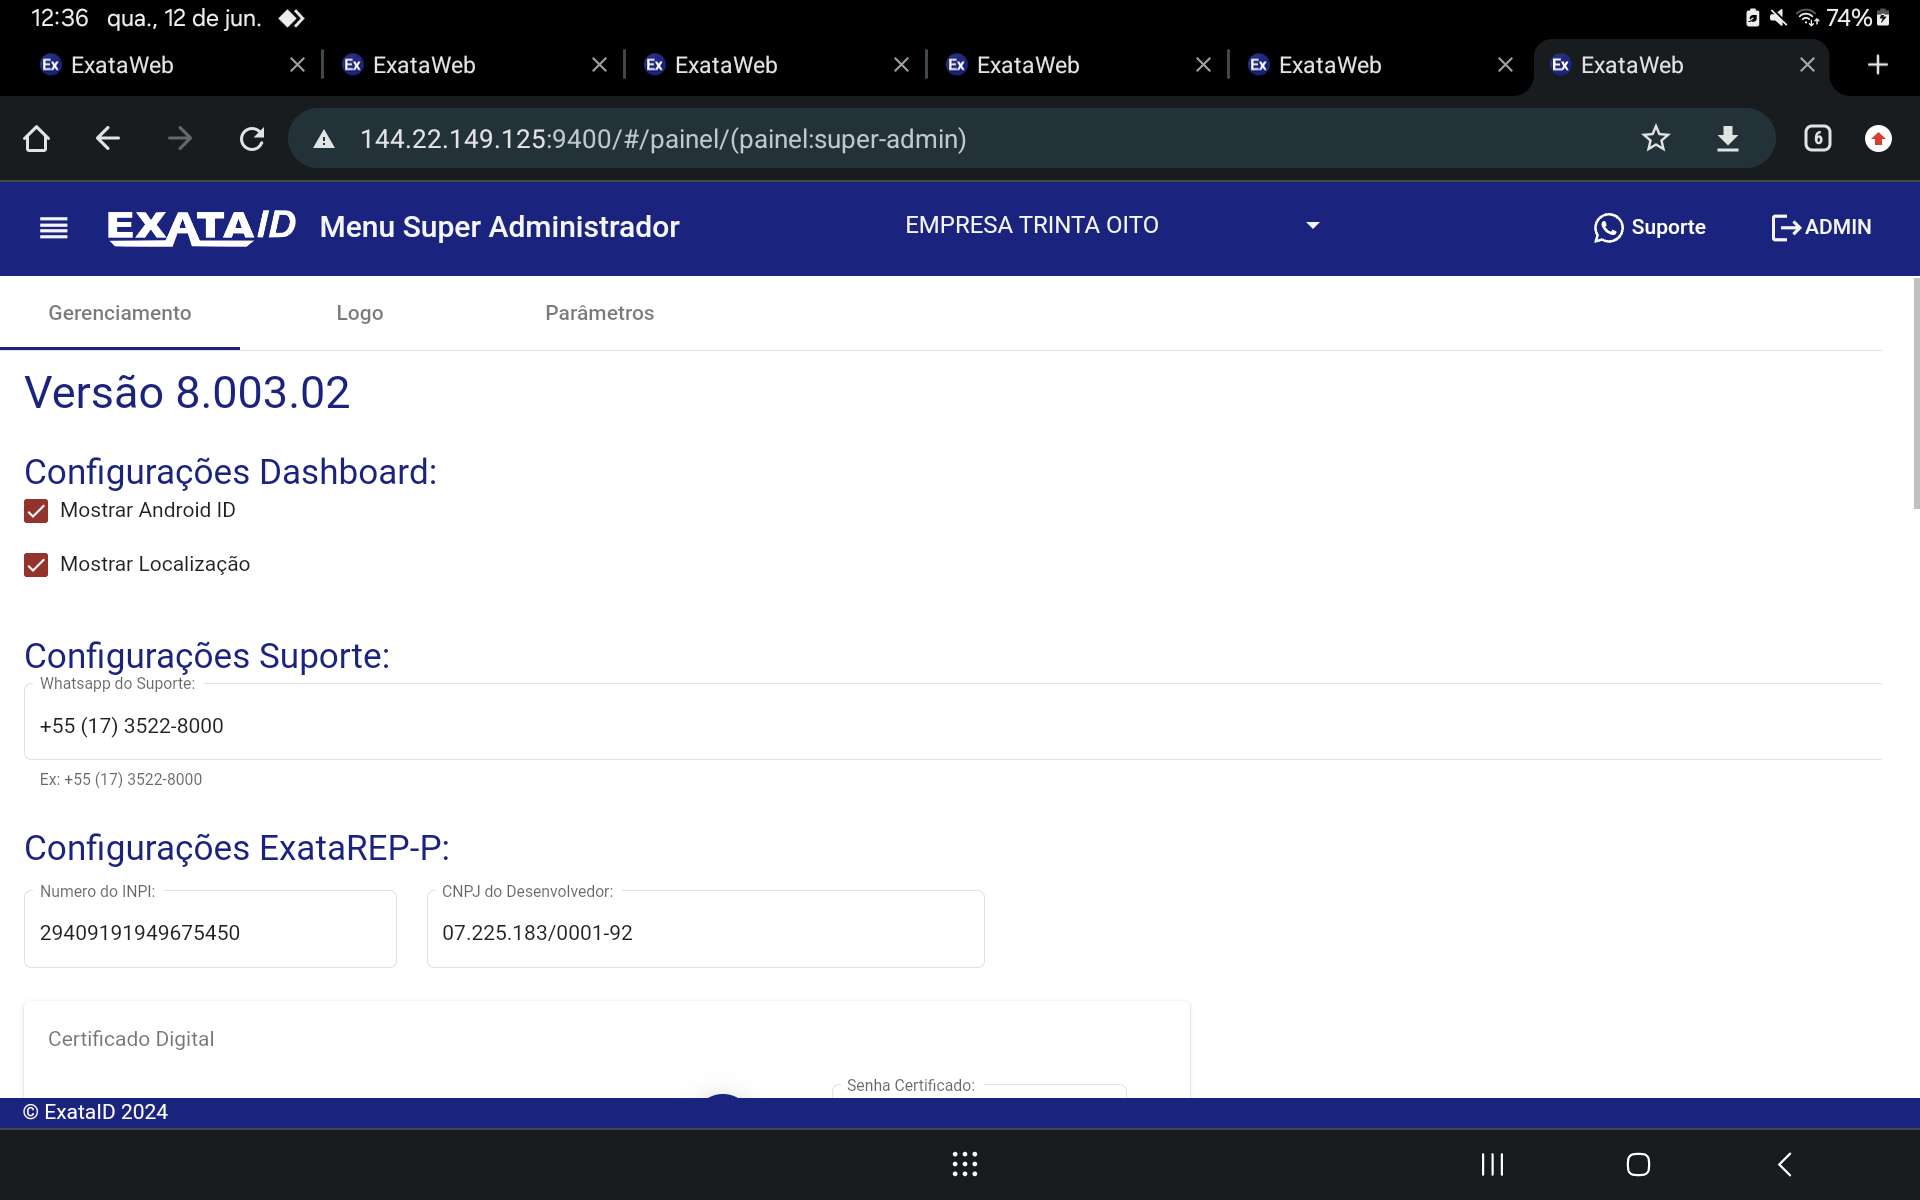 12:36 qua., 12 de jun. 74%
Ex ExataWeb Ex ExataWeb Ex ExataWeb Ex ExataWeb Ex ExataWeb Ex ExataWeb
144.22.149.125:9400/#/painel/(painel:super-admin) 6
EXATAID Menu Super Administrador EMPRESA TRINTA OITO Suporte ADMIN
Gerenciamento Logo Parâmetros
Versão 8.003.02
Configurações Dashboard:
Mostrar Android ID
Mostrar Localização
Configurações Suporte:
Whatsapp do Suporte:
+55 (17) 3522-8000
Ex: +55 (17) 3522-8000
Configurações ExataREP-P:
Numero do INPI: CNPJ do Desenvolvedor:
29409191949675450 07.225.183/0001-92
Certificado Digital
Senha Certificado:
© ExataID 2024